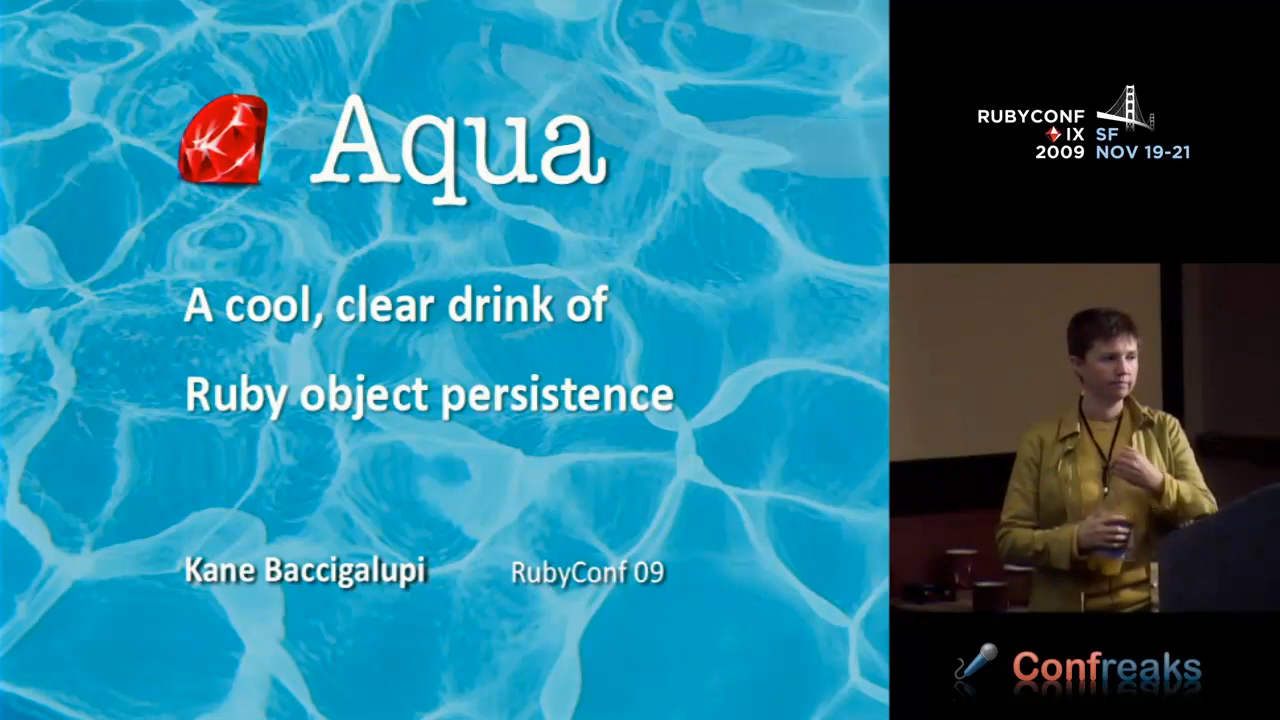 Aqua
A cool, clear drink of
Ruby object persistence
Kane Baccigalupi RubyConf 09
RUBYCONF
IX SF
2009 NOV 19-21
Confreaks